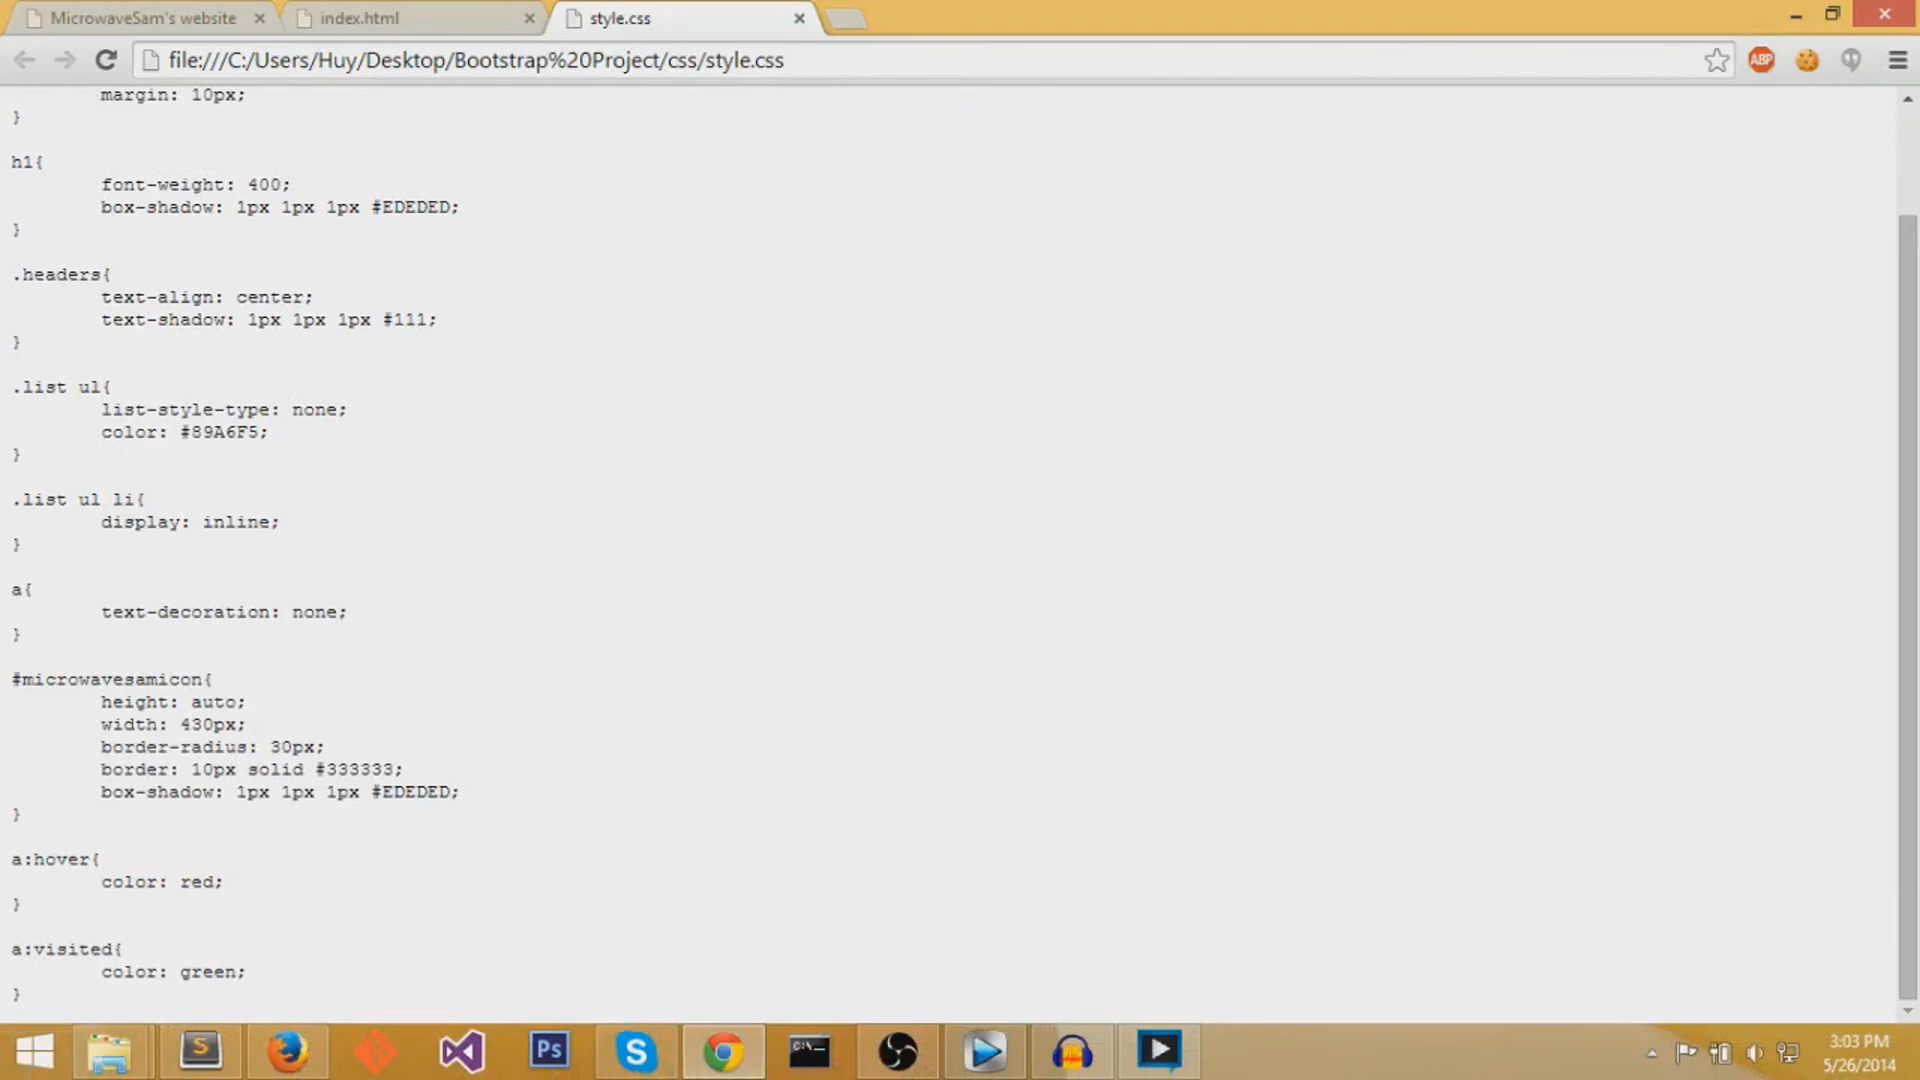 MicrowaveSam's website
index.html
style.css
file:///C:/Users/Huy/Desktop/Bootstrap%20Project/css/style.css
ABP
margin: 10px;
}
h1{
font-weight: 400;
box-shadow: 1px 1px 1px #EDEDED;
}
.headers{
text-align: center;
text-shadow: 1px 1px 1px #111;
}
.list ul{
list-style-type: none;
color: #89A6F5;
}
.list ul li{
display: inline;
}
a{
text-decoration: none;
}
#microwavesamicon{
height: auto;
width: 430px;
border-radius: 30px;
border: 10px solid #333333;
box-shadow: 1px 1px 1px #EDEDED;
}
a:hover{
color: red;
}
a:visited{
color: green;
}
S
Ps
S
C:\_
3:03 PM
5/26/2014